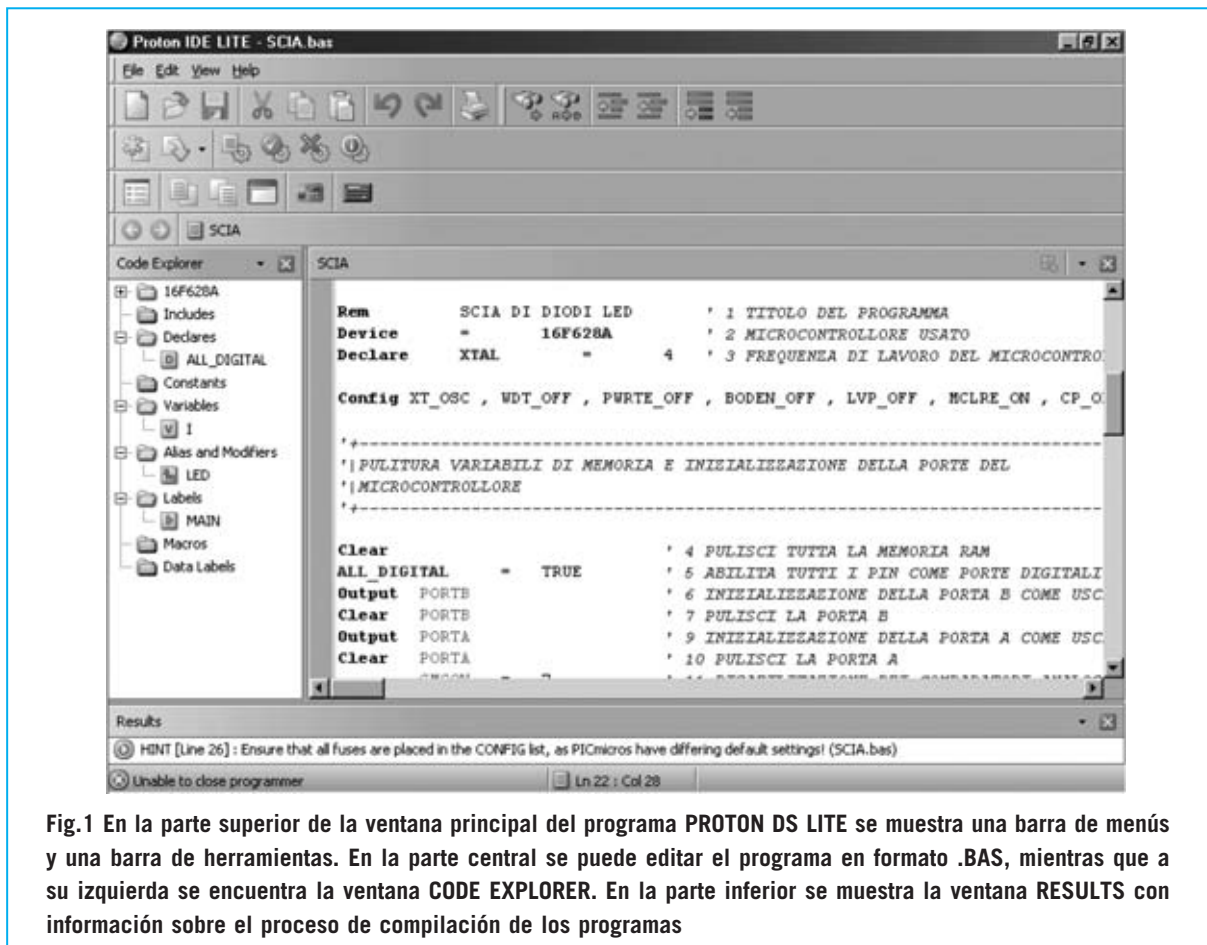 Proton IDE LITE - SCIA.bas
File Edit View Help
SCIA
Code Explorer
16F628A
Includes
Declares
D ALL_DIGITAL
Constants
Variables
V I
Alias and Modifiers
LED
Labels
MAIN
Macros
Data Labels
SCIA
Rem SCIA DI DIODI LED ' 1 TITOLO DEL PROGRAMMA
Device = 16F628A ' 2 MICROCONTROLLORE USATO
Declare XTAL = 4 ' 3 FREQUENZA DI LAVORO DEL MICROCONTRO
Config XT_OSC , WDT_OFF , PWRTE_OFF , BODEN_OFF , LVP_OFF , MCLRE_ON , CP_O
'+--------------------------------------------------------------------
'|PULITURA VARIABILI DI MEMORIA E INIZIALIZZAZIONE DELLA PORTE DEL
'|MICROCONTROLLORE
'+--------------------------------------------------------------------
Clear ' 4 PULISCI TUTTA LA MEMORIA RAM
ALL_DIGITAL = TRUE ' 5 ABILITA TUTTI I PIN COME PORTE DIGITALI
Output PORTB ' 6 INIZIALIZZAZIONE DELLA PORTA B COME USC
Clear PORTB ' 7 PULISCI LA PORTA B
Output PORTA ' 9 INIZIALIZZAZIONE DELLA PORTA A COME USC
Clear PORTA ' 10 PULISCI LA PORTA A
Results
HINT [Line 26] : Ensure that all fuses are placed in the CONFIG list, as PICmicros have differing default settings! (SCIA.bas)
Unable to close programmer
Ln 22 : Col 28
Fig.1 En la parte superior de la ventana principal del programa PROTON DS LITE se muestra una barra de menús
y una barra de herramientas. En la parte central se puede editar el programa en formato .BAS, mientras que a
su izquierda se encuentra la ventana CODE EXPLORER. En la parte inferior se muestra la ventana RESULTS con
información sobre el proceso de compilación de los programas